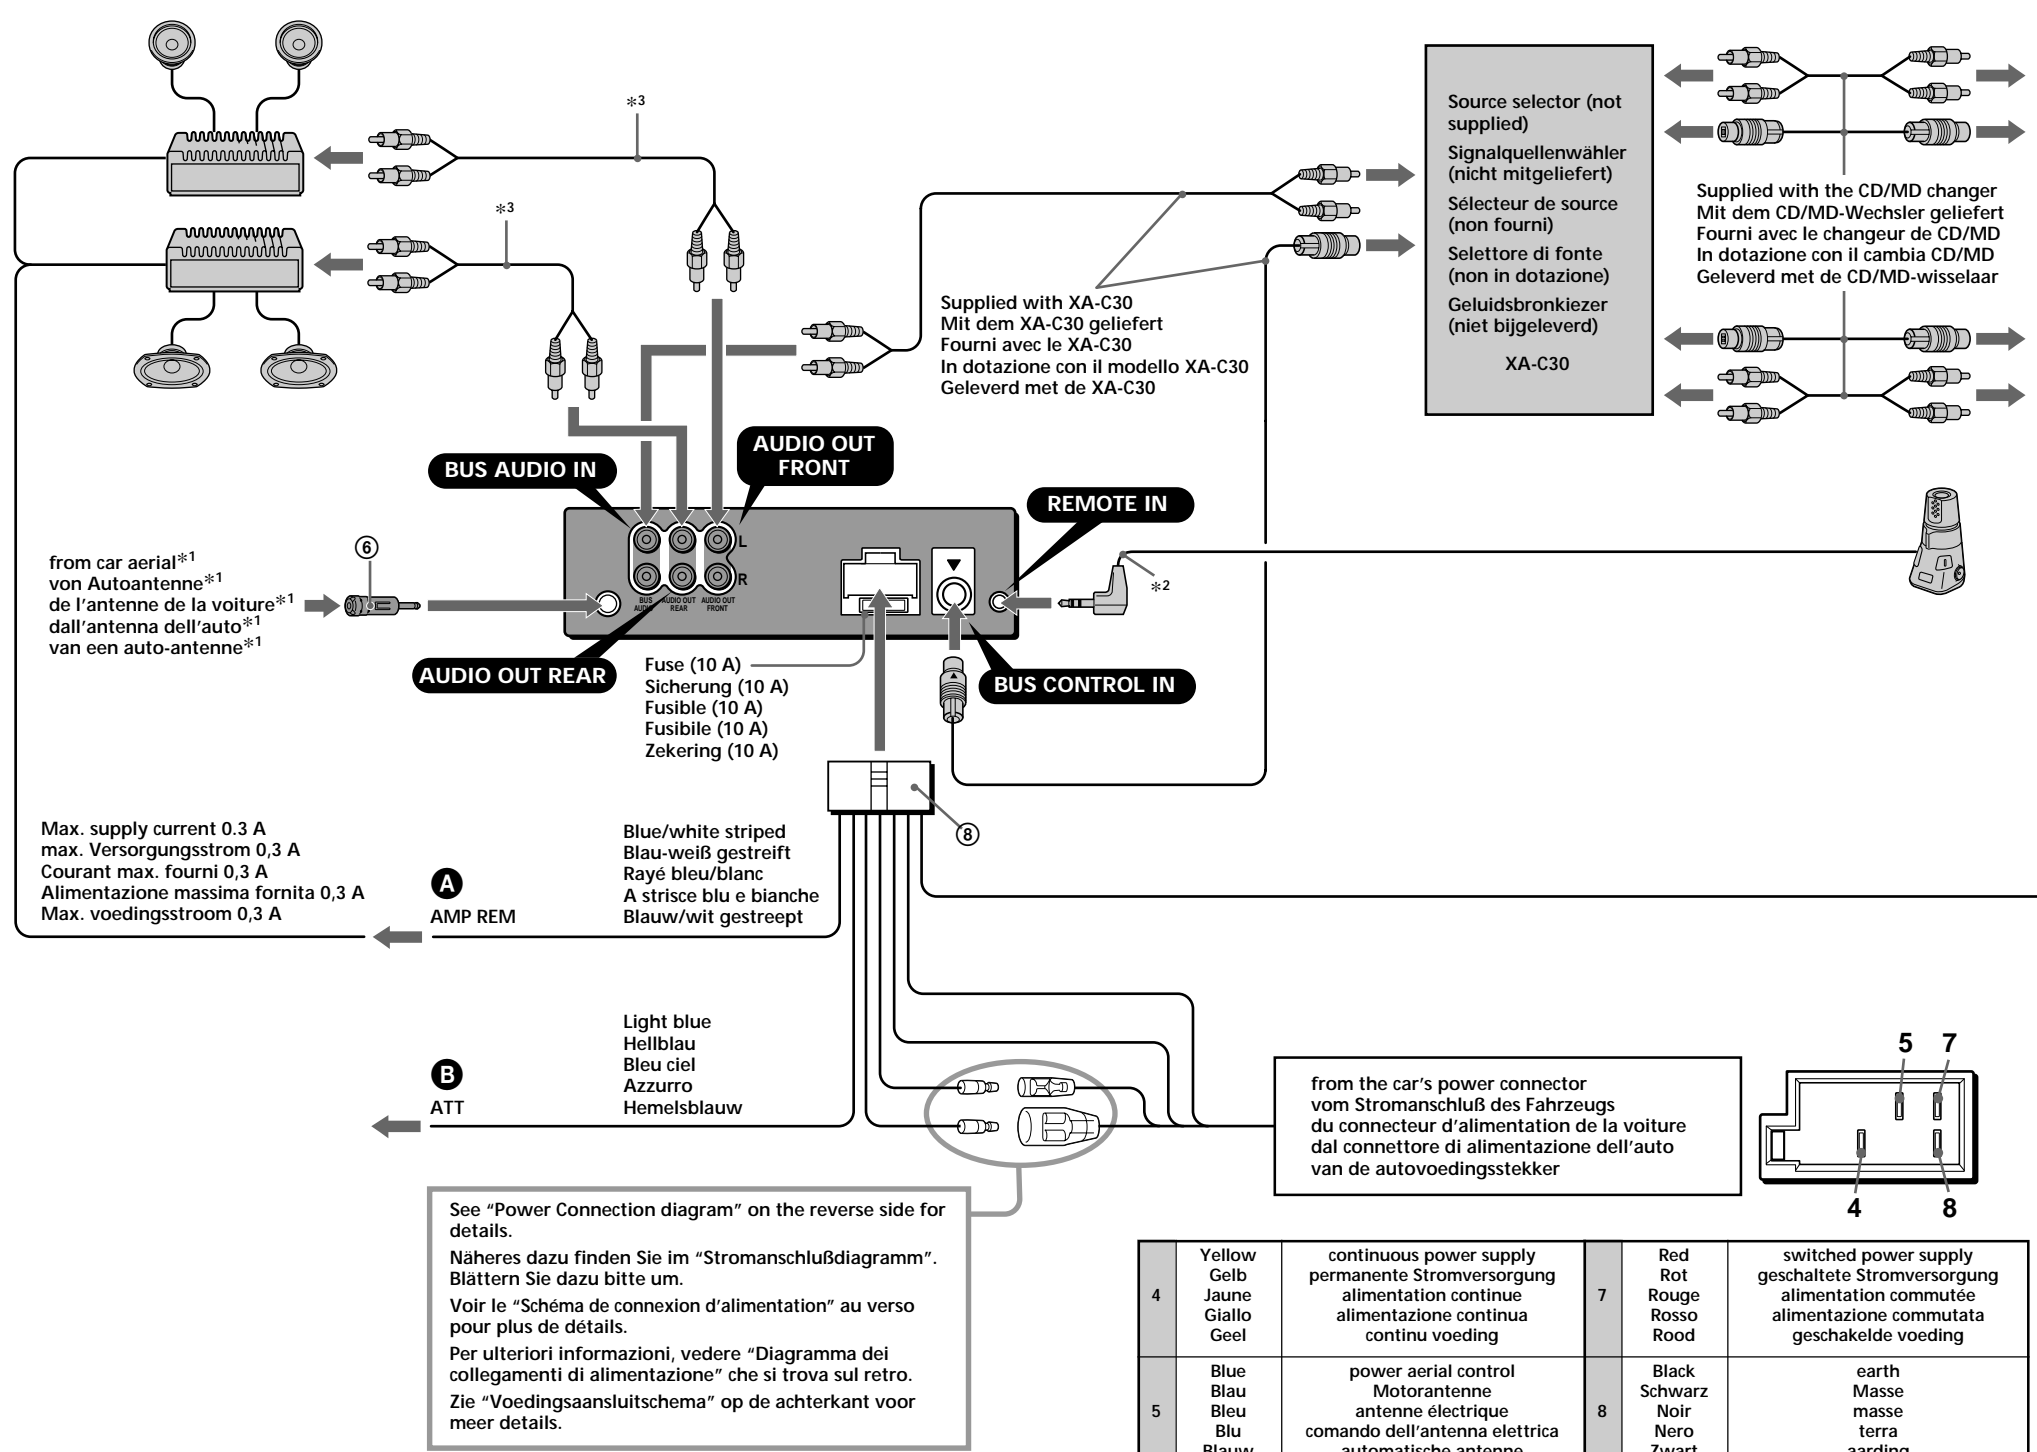 *3
*3
Source selector (not
supplied)
Signalquellenwähler
(nicht mitgeliefert)
Sélecteur de source
(non fourni)
Selettore di fonte
(non in dotazione)
Geluidsbronkiezer
(niet bijgeleverd)
XA-C30
Supplied with the CD/MD changer
Mit dem CD/MD-Wechsler geliefert
Fourni avec le changeur de CD/MD
In dotazione con il cambia CD/MD
Geleverd met de CD/MD-wisselaar
Supplied with XA-C30
Mit dem XA-C30 geliefert
Fourni avec le XA-C30
In dotazione con il modello XA-C30
Geleverd met de XA-C30
BUS AUDIO IN
AUDIO OUT
FRONT
REMOTE IN
from car aerial*1
von Autoantenne*1
de l'antenne de la voiture*1
dall'antenna dell'auto*1
van een auto-antenne*1
6
L
R
BUS
AUDIO OUT
REAR
AUDIO OUT
FRONT
*2
AUDIO OUT REAR
BUS CONTROL IN
Fuse (10 A)
Sicherung (10 A)
Fusible (10 A)
Fusibile (10 A)
Zekering (10 A)
8
Max. supply current 0.3 A
max. Versorgungsstrom 0,3 A
Courant max. fourni 0,3 A
Alimentazione massima fornita 0,3 A
Max. voedingsstroom 0,3 A
A
AMP REM
Blue/white striped
Blau-weiß gestreift
Rayé bleu/blanc
A strisce blu e bianche
Blauw/wit gestreept
B
ATT
Light blue
Hellblau
Bleu ciel
Azzurro
Hemelsblauw
from the car's power connector
vom Stromanschluß des Fahrzeugs
du connecteur d'alimentation de la voiture
dal connettore di alimentazione dell'auto
van de autovoedingsstekker
5 7
4 8
See “Power Connection diagram” on the reverse side for
details.
Näheres dazu finden Sie im “Stromanschlußdiagramm”.
Blättern Sie dazu bitte um.
Voir le “Schéma de connexion d'alimentation” au verso
pour plus de détails.
Per ulteriori informazioni, vedere “Diagramma dei
collegamenti di alimentazione” che si trova sul retro.
Zie “Voedingsaansluitschema” op de achterkant voor
meer details.
4
Yellow
Gelb
Jaune
Giallo
Geel
continuous power supply
permanente Stromversorgung
alimentation continue
alimentazione continua
continu voeding
7
Red
Rot
Rouge
Rosso
Rood
switched power supply
geschaltete Stromversorgung
alimentation commutée
alimentazione commutata
geschakelde voeding
5
Blue
Blau
Bleu
Blu
Blauw
power aerial control
Motorantenne
antenne électrique
comando dell'antenna elettrica
automatische antenne
8
Black
Schwarz
Noir
Nero
Zwart
earth
Masse
masse
terra
aarding